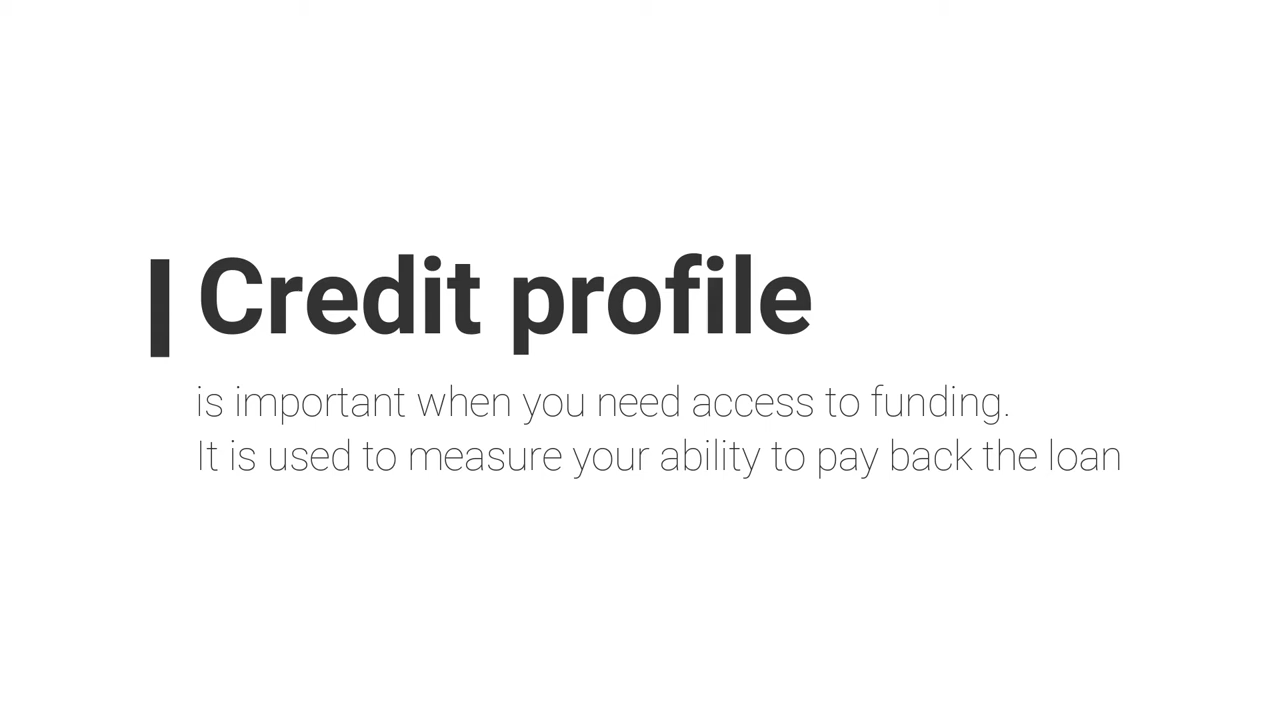 Credit profile
is important when you need access to funding.
It is used to measure your ability to pay back the loan